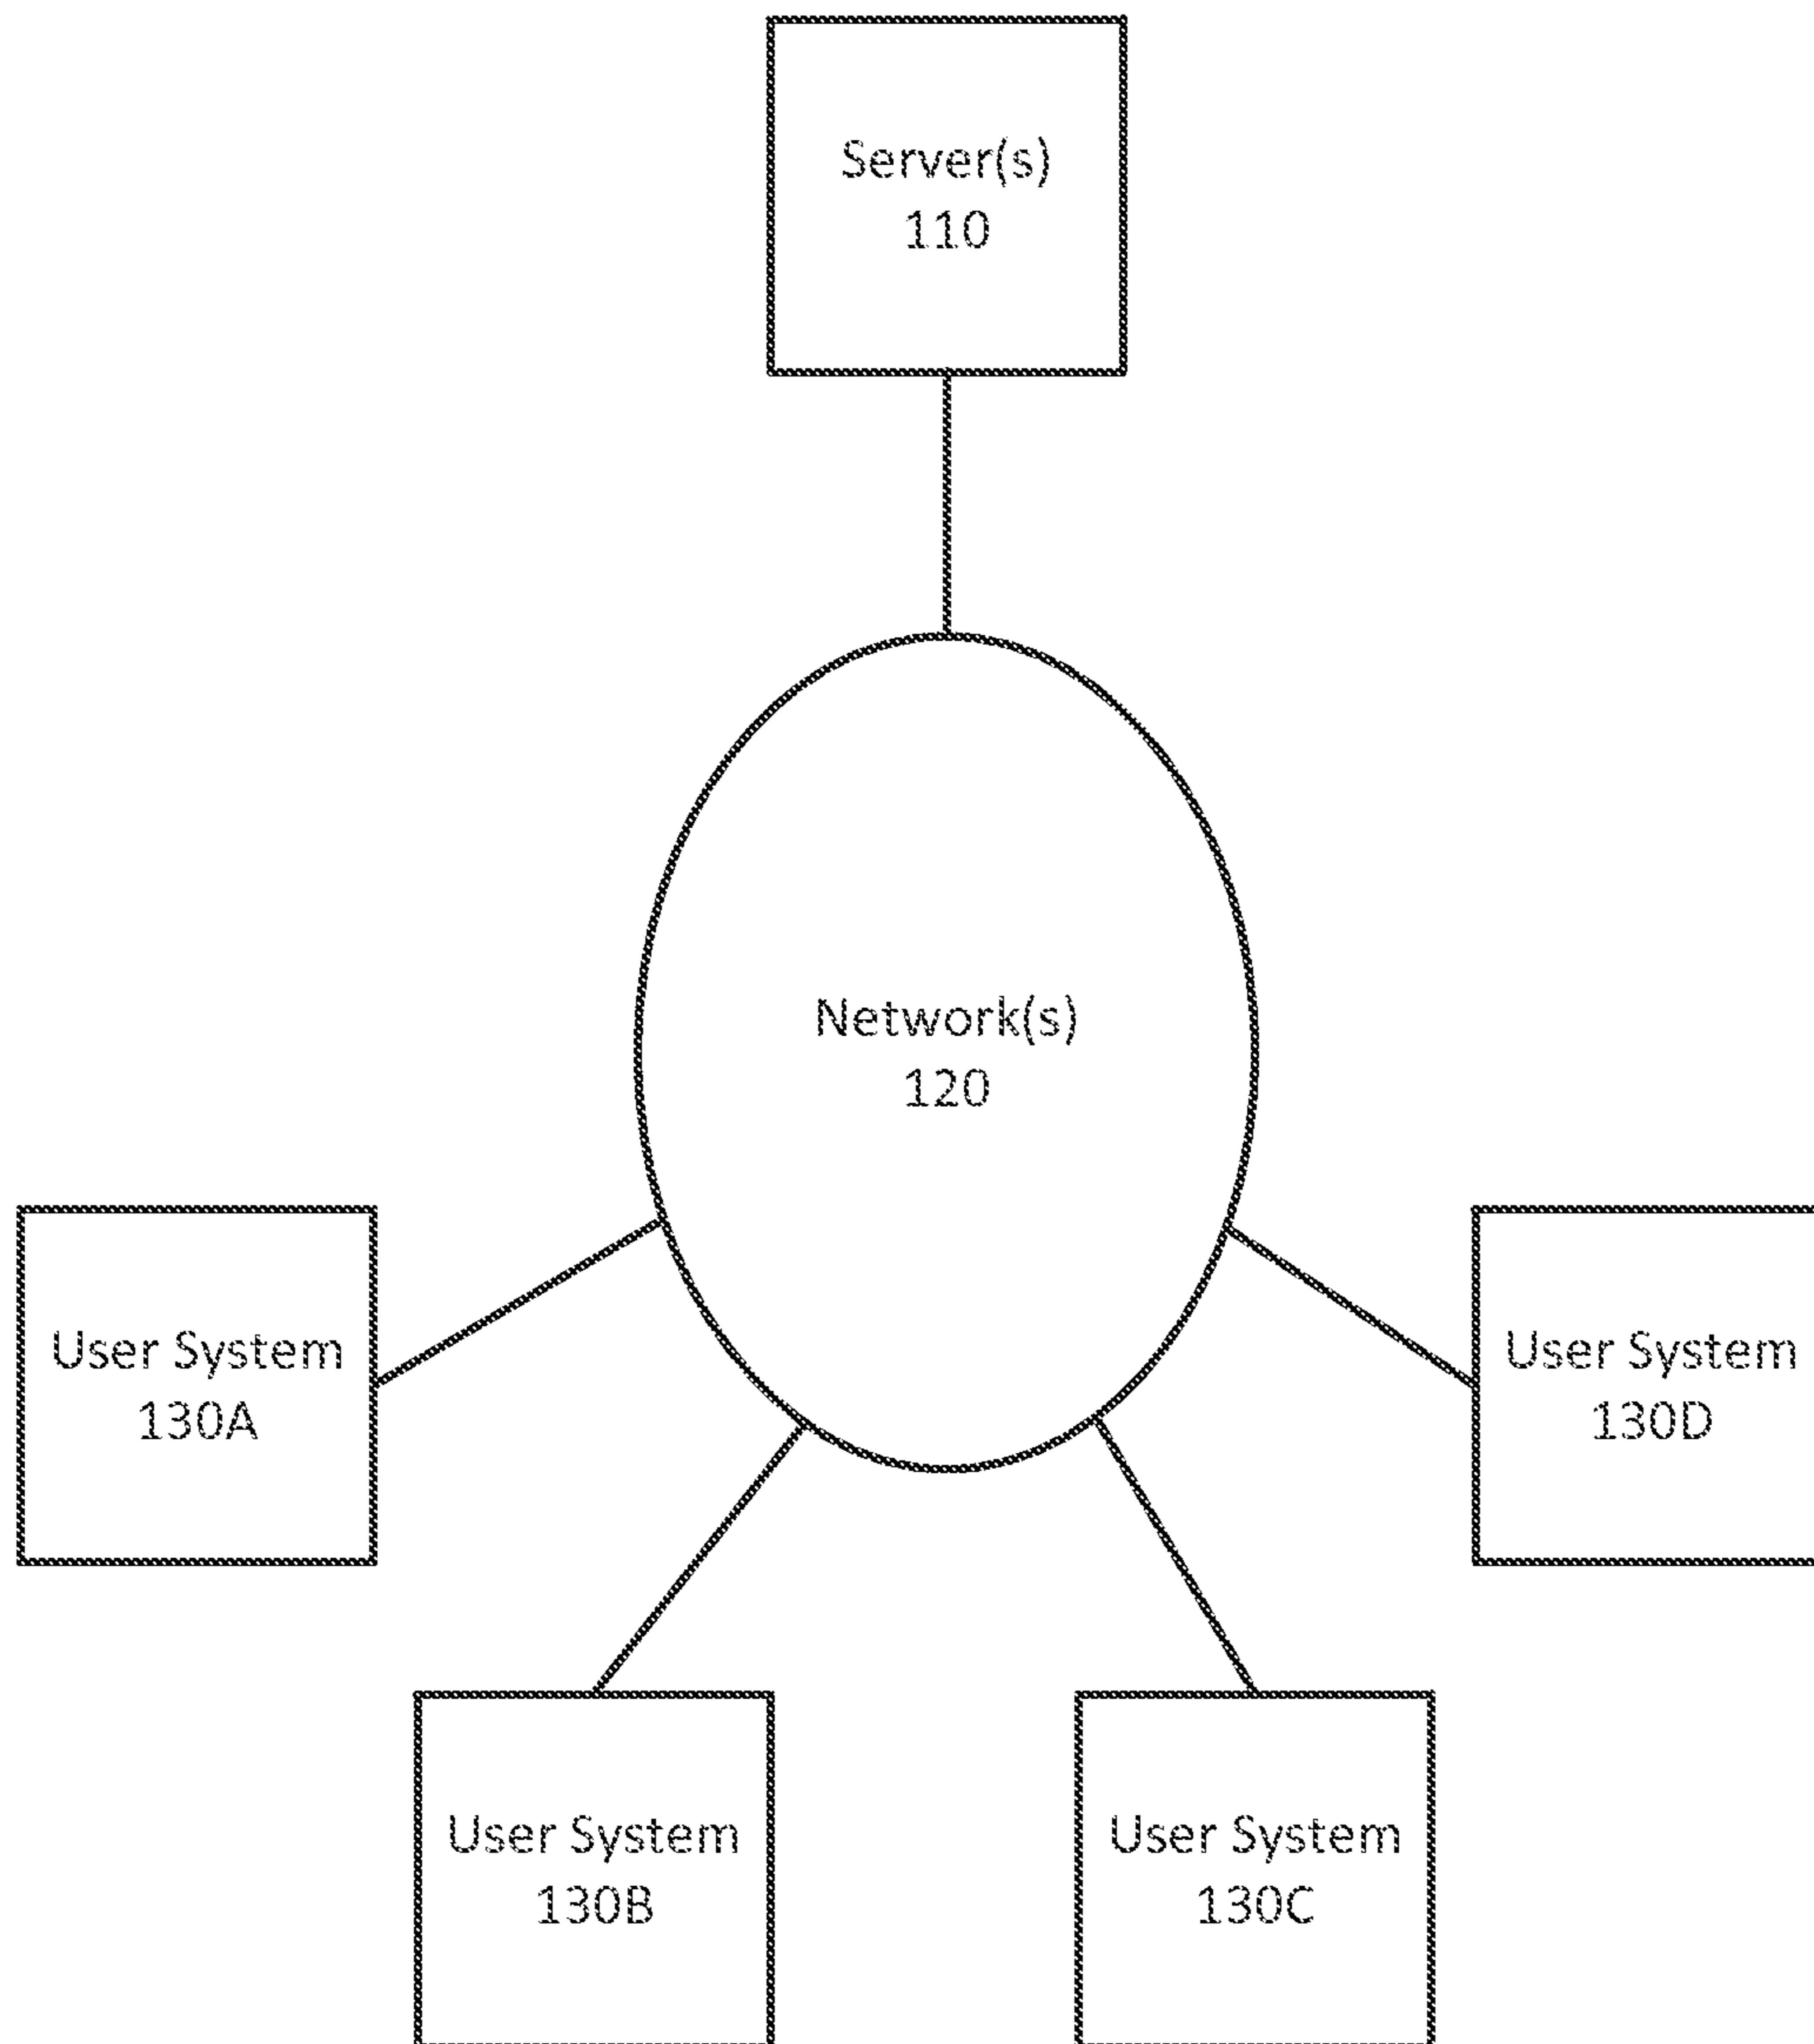 Server(s)
110
Network(s)
120
User System
130A
User System
130D
User System
130B
User System
130C